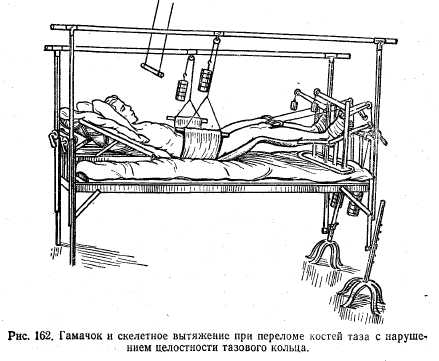 Рис. 162. Гамачок и скелетное вытяжение при переломе костей таза с наруше-
нием целостности тазового кольца.